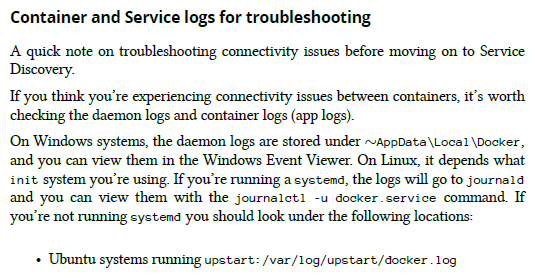 Container and Service logs for troubleshooting
A quick note on troubleshooting connectivity issues before moving on to Service
Discovery.
If you think you're experiencing connectivity issues between containers, it's worth
checking the daemon logs and container logs (app logs).
On Windows systems, the daemon logs are stored under ∼AppData\Local\Docker,
and you can view them in the Windows Event Viewer. On Linux, it depends what
init system you're using. If you're running a systemd, the logs will go to journald
and you can view them with the journalctl -u docker.service command. If
you're not running systemd you should look under the following locations:
• Ubuntu systems running upstart: /var/log/upstart/docker.log